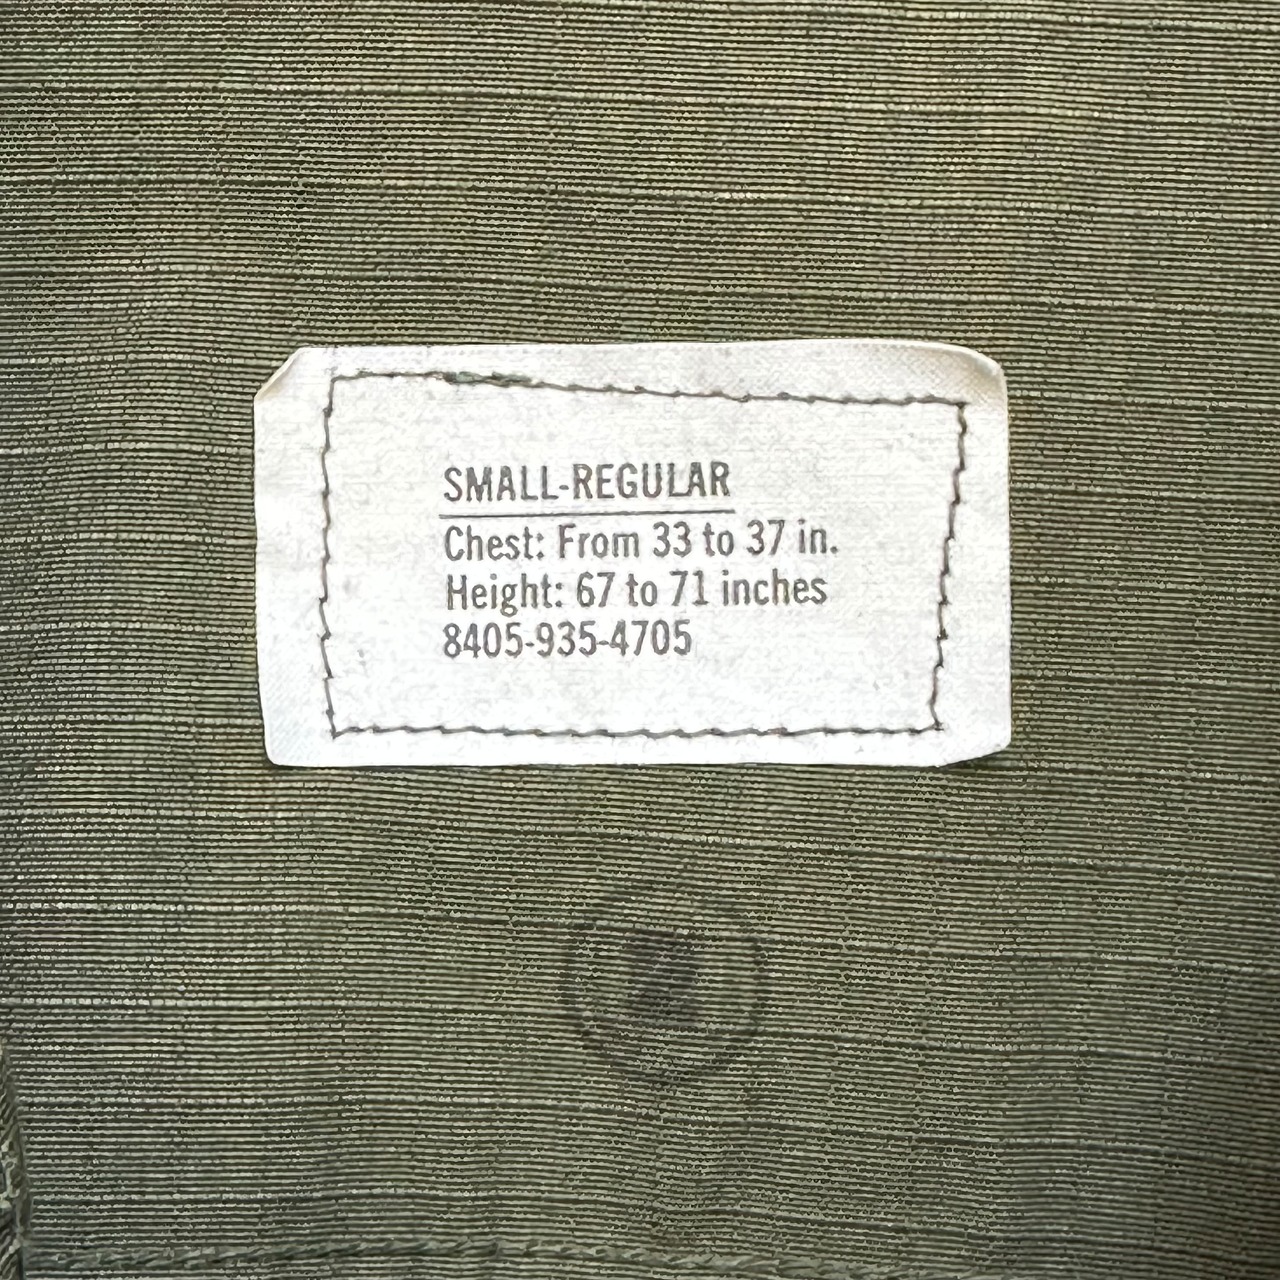 SMALL-REGULAR
Chest: From 33 to 37 in.
Height: 67 to 71 inches
8405-935-4705